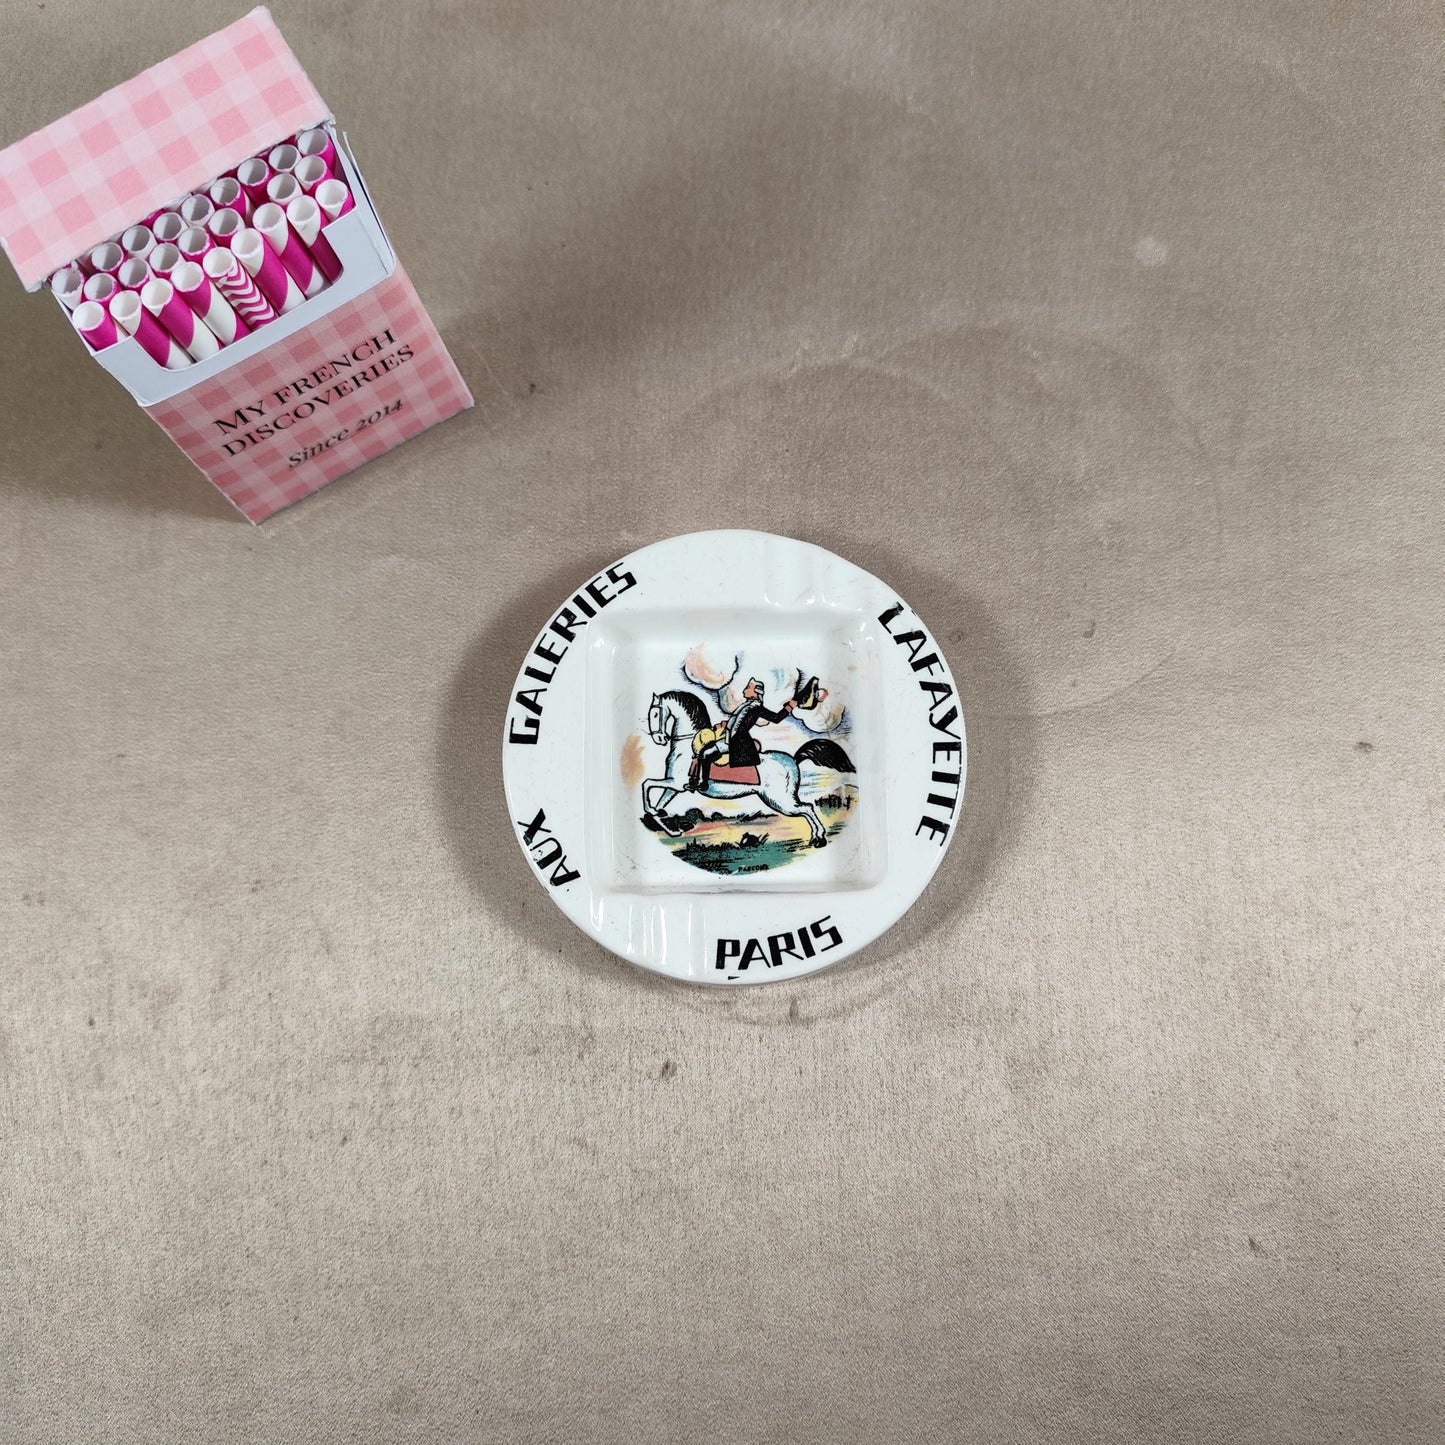 MY FRENCH
DISCOVERIES
Since 2014
AUX
GALERIES
LAFAYETTE
PARIS